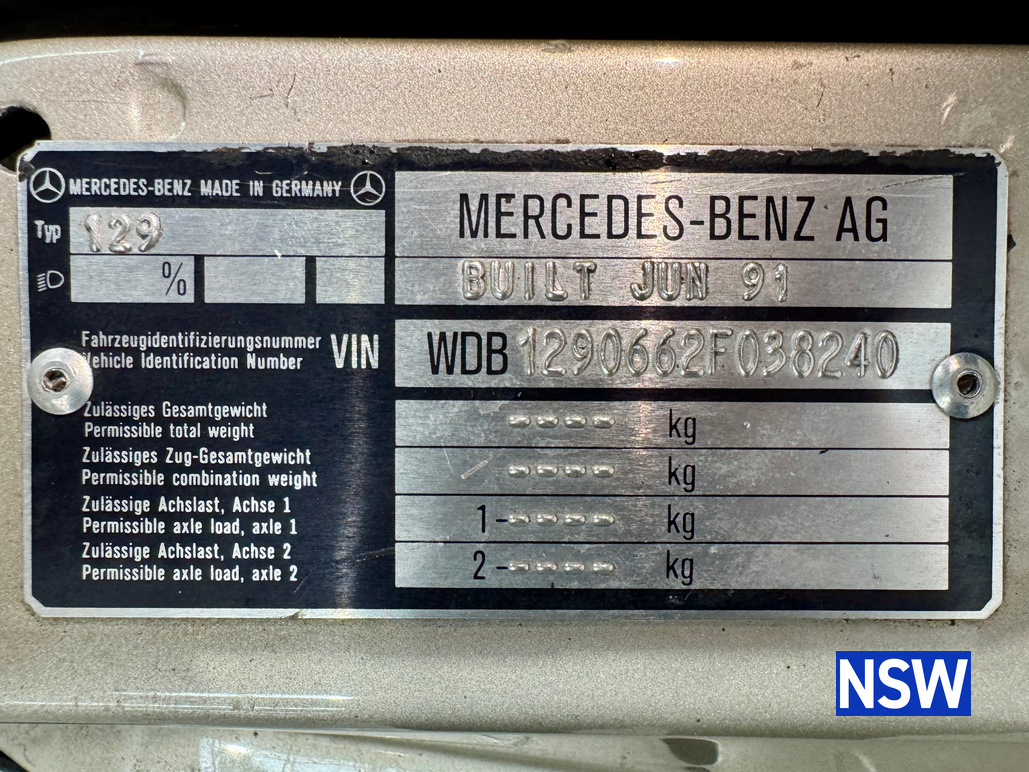 MERCEDES-BENZ MADE IN GERMANY
Typ 129
%
MERCEDES-BENZ AG
BUILT JUN 91
Fahrzeugidentifizierungsnummer
Vehicle Identification Number
VIN
WDB1290662F038240
Zulässiges Gesamtgewicht
Permissible total weight
---- kg
Zulässiges Zug-Gesamtgewicht
Permissible combination weight
---- kg
Zulässige Achslast, Achse 1
Permissible axle load, axle 1
1----- kg
Zulässige Achslast, Achse 2
Permissible axle load, axle 2
2----- kg
NSW